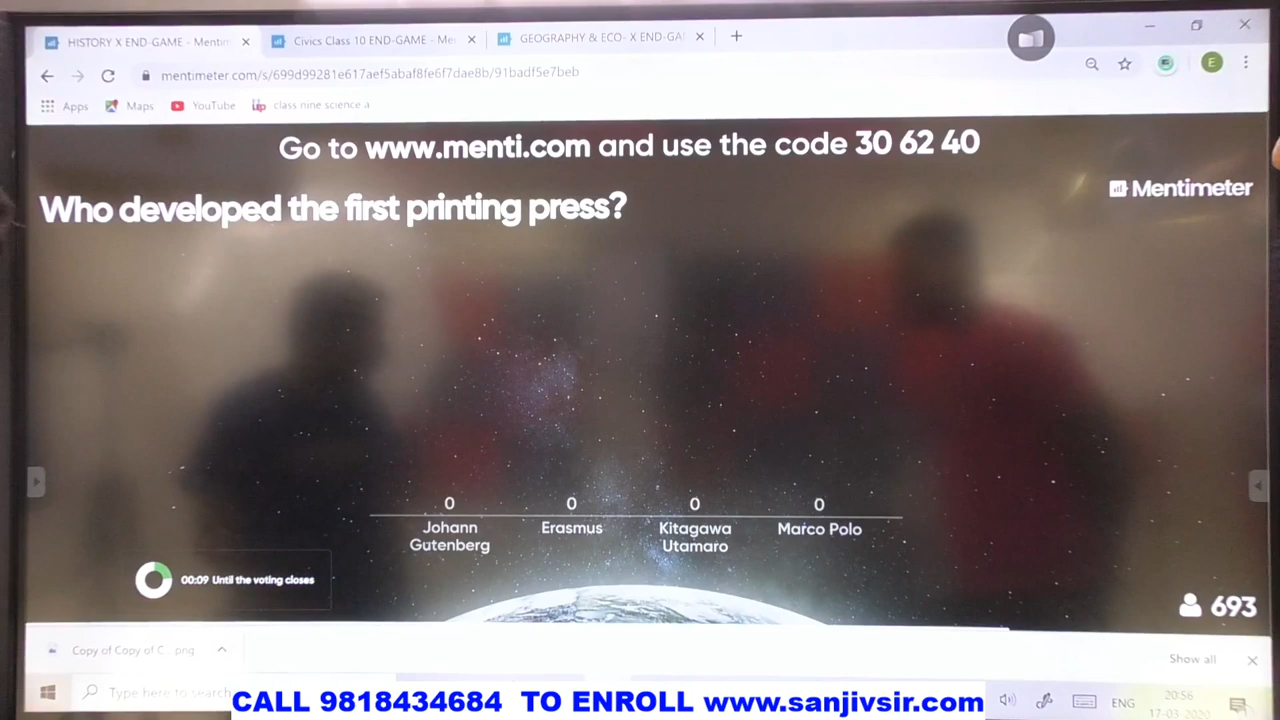 HISTORY X END-GAME - Mentin
Civics Class 10 END-GAME - Me
GEOGRAPHY & ECO- X END-GA
mentimeter.com/s/699d99281e617aef5abaf8fe6f7dae8b/91badf5e7beb
E
Apps
Maps
YouTube
class nine science a
Go to www.menti.com and use the code 30 62 40
Mentimeter
Who developed the first printing press?
0 0 0 0
Johann Gutenberg
Erasmus
Kitagawa Utamaro
Marco Polo
00:09 Until the voting closes
693
Copy of Copy of C....png
Show all
Type here to search
ENG
20:56
17-03-2020
CALL 9818434684 TO ENROLL www.sanjivsir.com